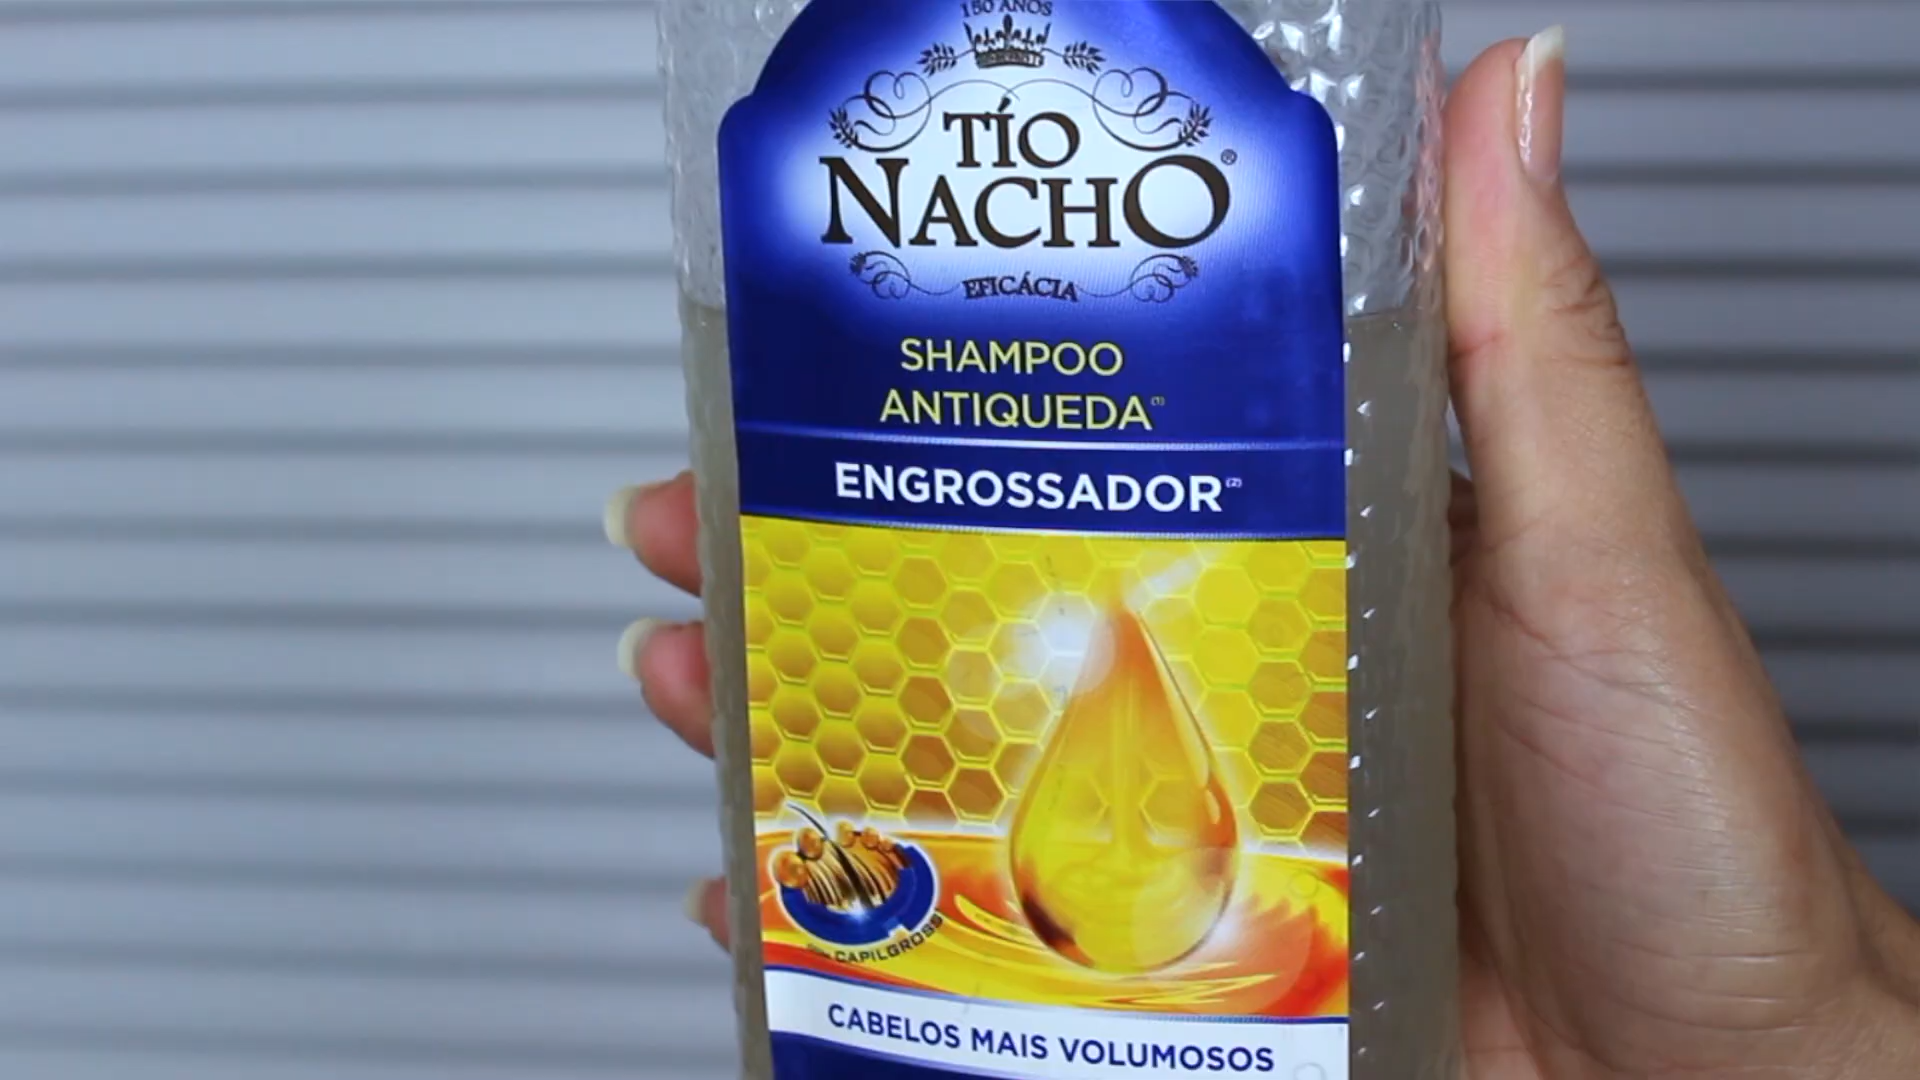 150 ANOS
TÍO
NACHO®
EFICÁCIA
SHAMPOO
ANTIQUEDA(1)
ENGROSSADOR(2)
CAPILGROSS
CABELOS MAIS VOLUMOSOS